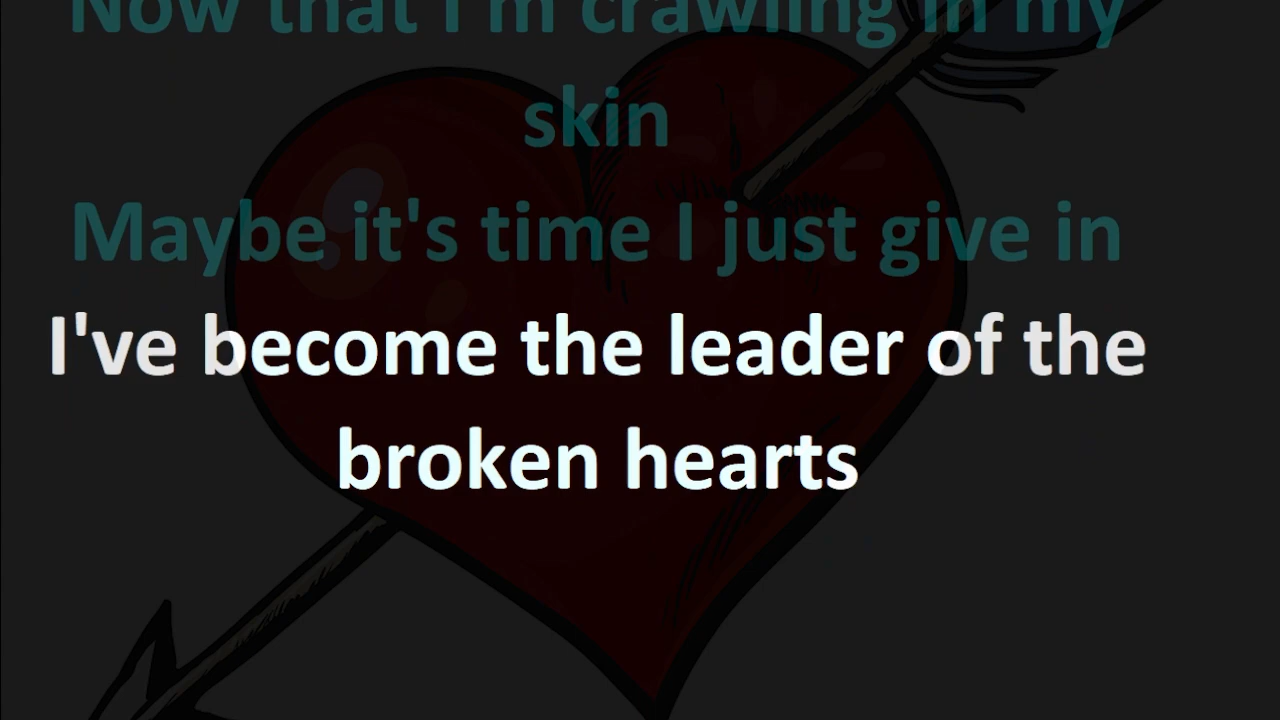 Now that I'm crawling in my
skin
Maybe it's time I just give in
I've become the leader of the
broken hearts